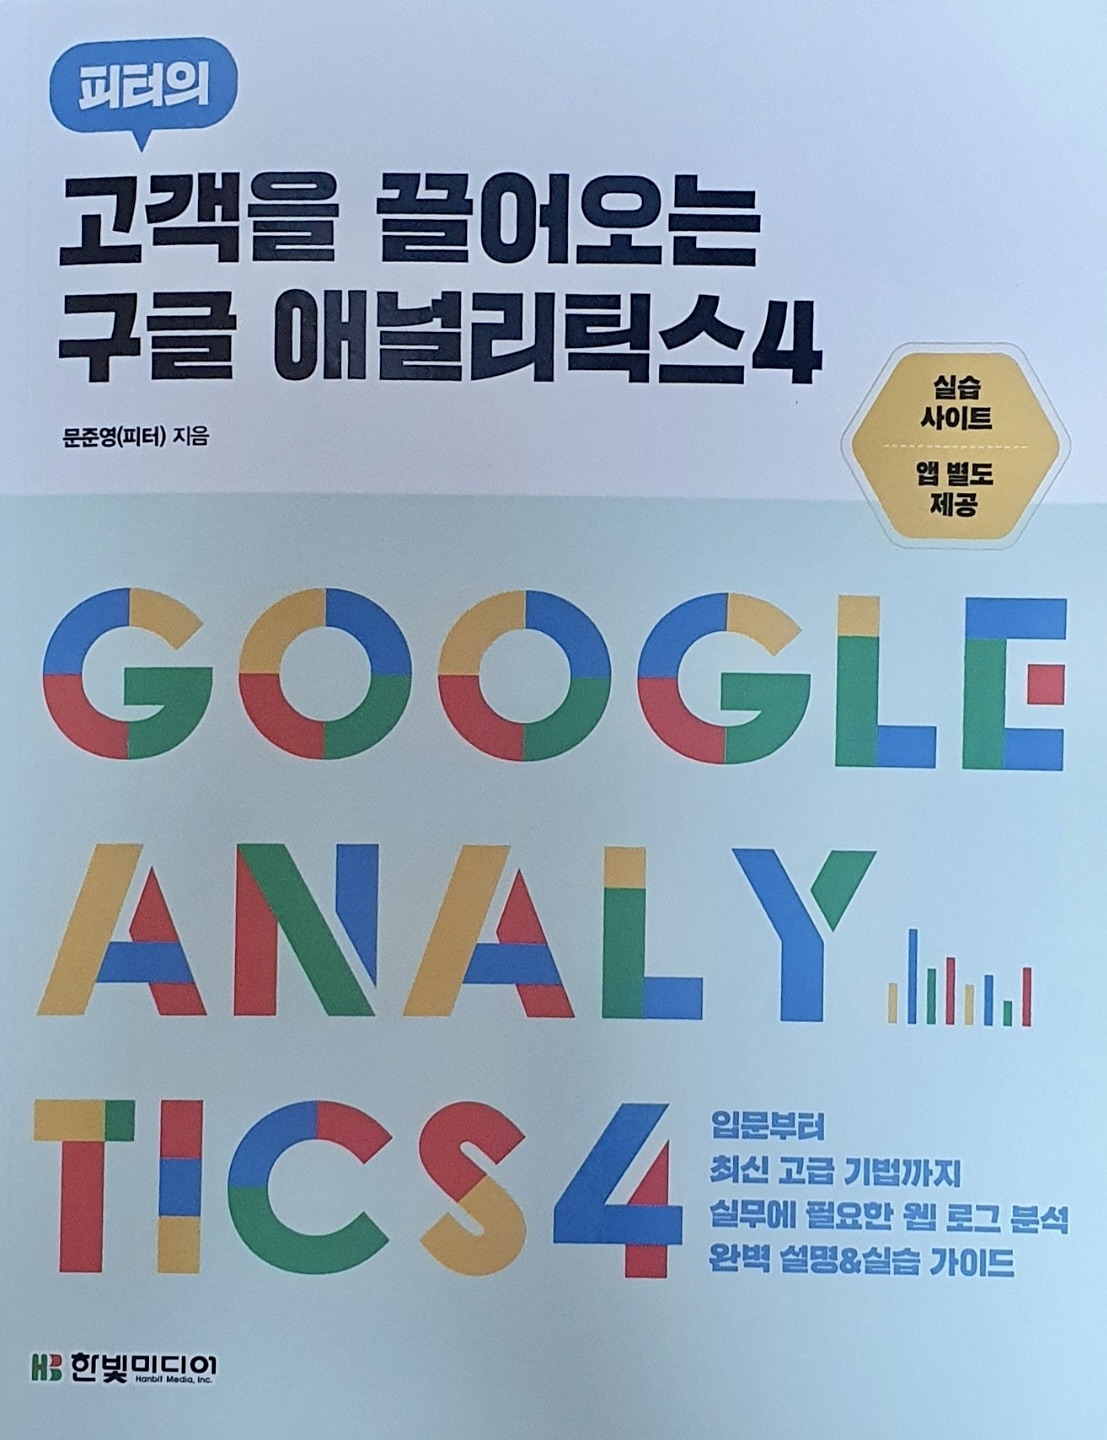 피터의
고객을 끌어오는
구글 애널리틱스4
문준영(피터) 지음
실습
사이트
앱 별도
제공
GOOGLE
ANALY
TICS4
입문부터
최신 고급 기법까지
실무에 필요한 웹 로그 분석
완벽 설명&실습 가이드
HB 한빛미디어
Hanbit Media, Inc.